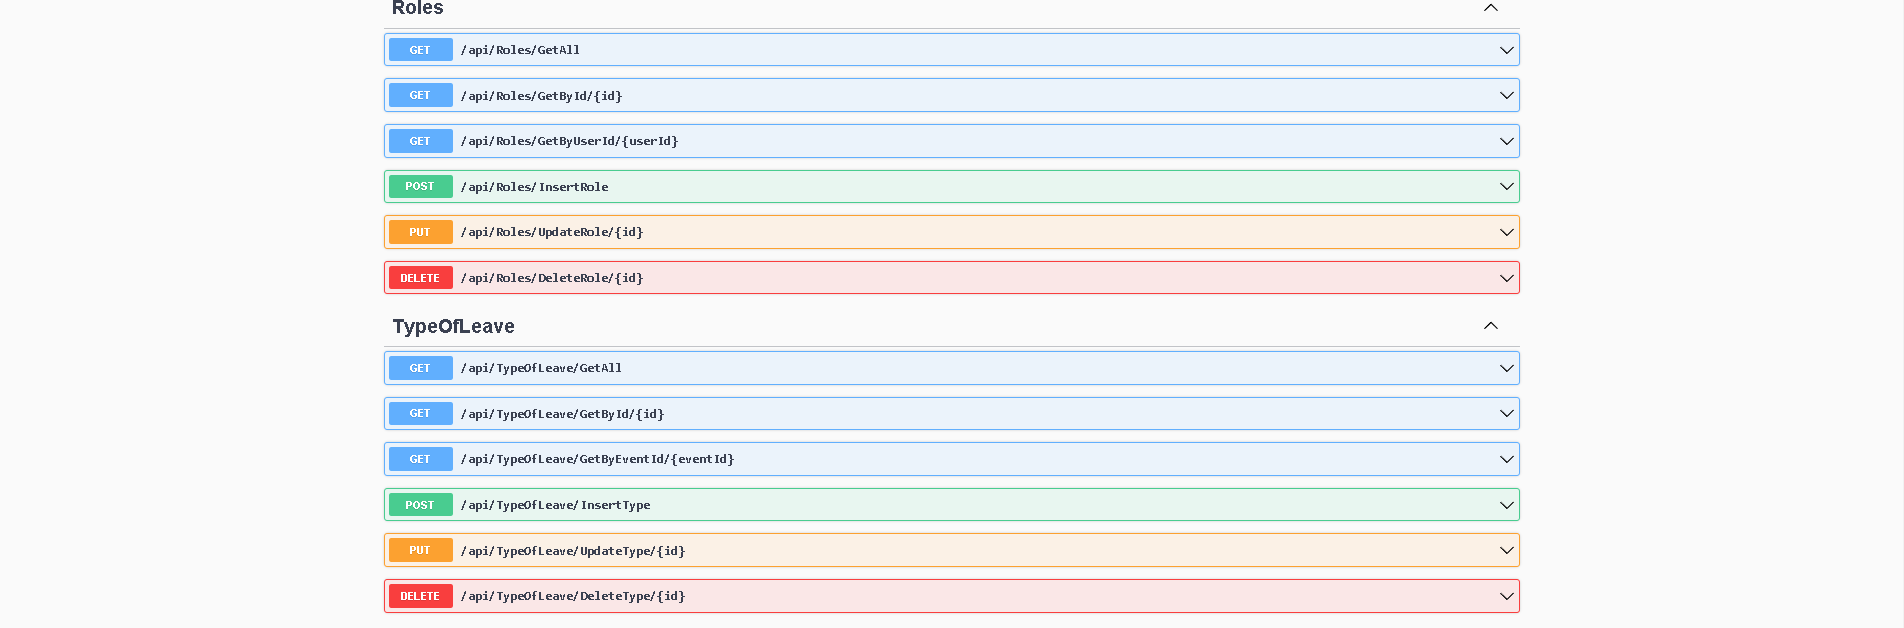 Roles
GET /api/Roles/GetAll
GET /api/Roles/GetById/{id}
GET /api/Roles/GetByUserId/{userId}
POST /api/Roles/InsertRole
PUT /api/Roles/UpdateRole/{id}
DELETE /api/Roles/DeleteRole/{id}
TypeOfLeave
GET /api/TypeOfLeave/GetAll
GET /api/TypeOfLeave/GetById/{id}
GET /api/TypeOfLeave/GetByEventId/{eventId}
POST /api/TypeOfLeave/InsertType
PUT /api/TypeOfLeave/UpdateType/{id}
DELETE /api/TypeOfLeave/DeleteType/{id}